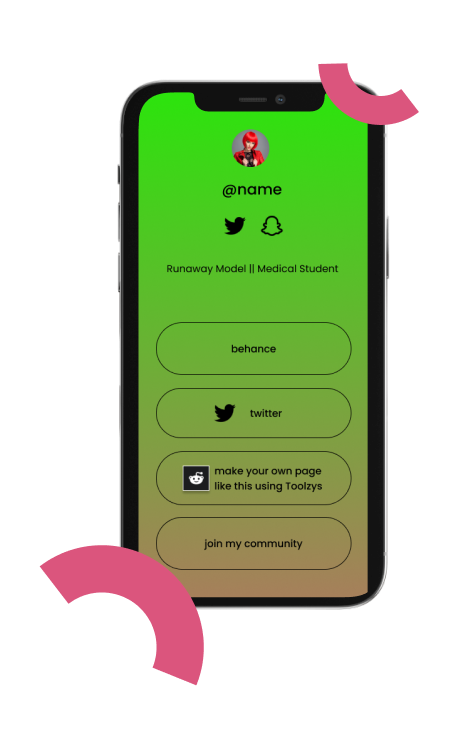 @name
Runaway Model || Medical Student
behance
twitter
make your own page
like this using Toolzys
join my community